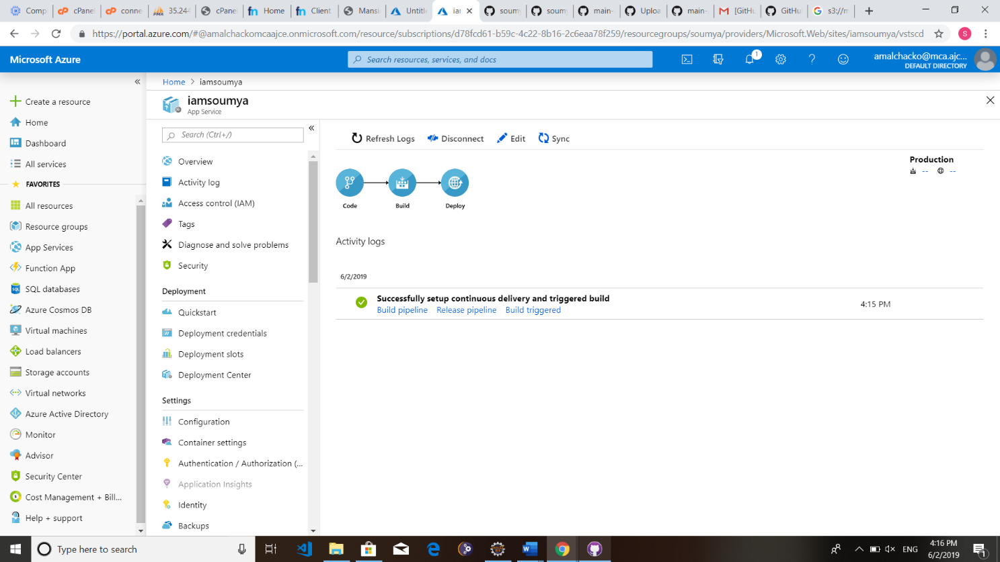 Comp
cPanel
conne
35.244
cPanel
Home
Client
Mansi
Untitle
iam
soumy
soumy
main-
Uploa
main-
[GitHu
GitHu
s3://m
https://portal.azure.com/#@amalchackomcaajce.onmicrosoft.com/resource/subscriptions/d78fcd61-b59c-4c22-8b16-2c6eaa78f259/resourcegroups/soumya/providers/Microsoft.Web/sites/iamsoumya/vstscd
S
Microsoft Azure
Search resources, services, and docs
1
amalchacko@mca.ajc...
DEFAULT DIRECTORY
Create a resource
Home
Dashboard
All services
FAVORITES
All resources
Resource groups
App Services
Function App
SQL databases
Azure Cosmos DB
Virtual machines
Load balancers
Storage accounts
Virtual networks
Azure Active Directory
Monitor
Advisor
Security Center
Cost Management + Bill...
Help + support
Home > iamsoumya
iamsoumya
App Service
Search (Ctrl+/)
Overview
Activity log
Access control (IAM)
Tags
Diagnose and solve problems
Security
Deployment
Quickstart
Deployment credentials
Deployment slots
Deployment Center
Settings
Configuration
Container settings
Authentication / Authorization (...
Application Insights
Identity
Backups
Refresh Logs
Disconnect
Edit
Sync
Production
-- --
Code
Build
Deploy
Activity logs
6/2/2019
Successfully setup continuous delivery and triggered build
Build pipeline Release pipeline Build triggered
4:15 PM
Type here to search
ENG
4:16 PM
6/2/2019
1